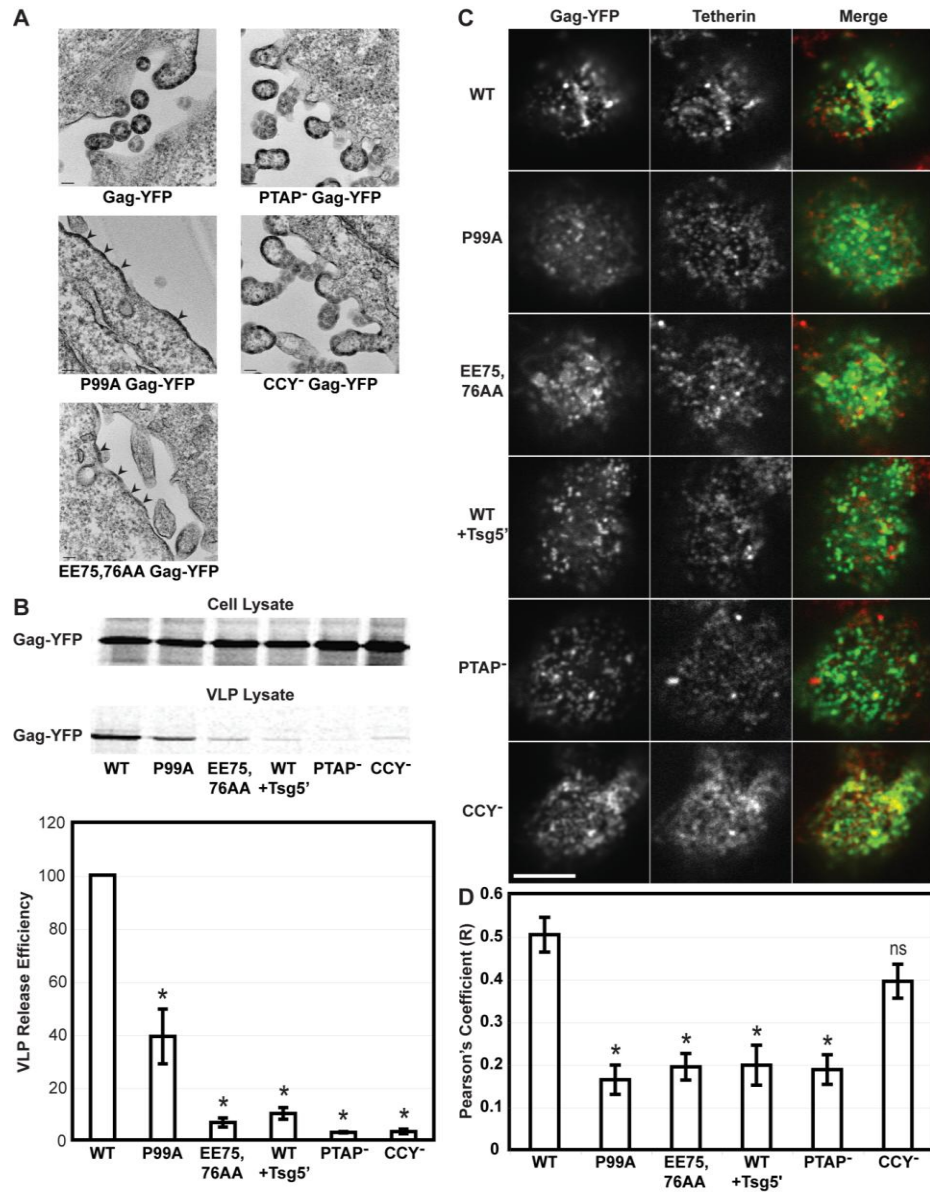 A
Gag-YFP
PTAP- Gag-YFP
P99A Gag-YFP
CCY- Gag-YFP
EE75,76AA Gag-YFP
B
Cell Lysate
Gag-YFP
VLP Lysate
Gag-YFP
WT P99A EE75, WT PTAP- CCY-
76AA +Tsg5'
VLP Release Efficiency
120
100
80
60
40
20
0
* * * * *
WT P99A EE75, WT PTAP- CCY-
76AA +Tsg5'
C
Gag-YFP Tetherin Merge
WT
P99A
EE75,
76AA
WT
+Tsg5'
PTAP-
CCY-
D
Pearson's Coefficient (R)
0.6
0.5
0.4
0.3
0.2
0.1
0
* * * * ns
WT P99A EE75, WT PTAP- CCY-
76AA +Tsg5'